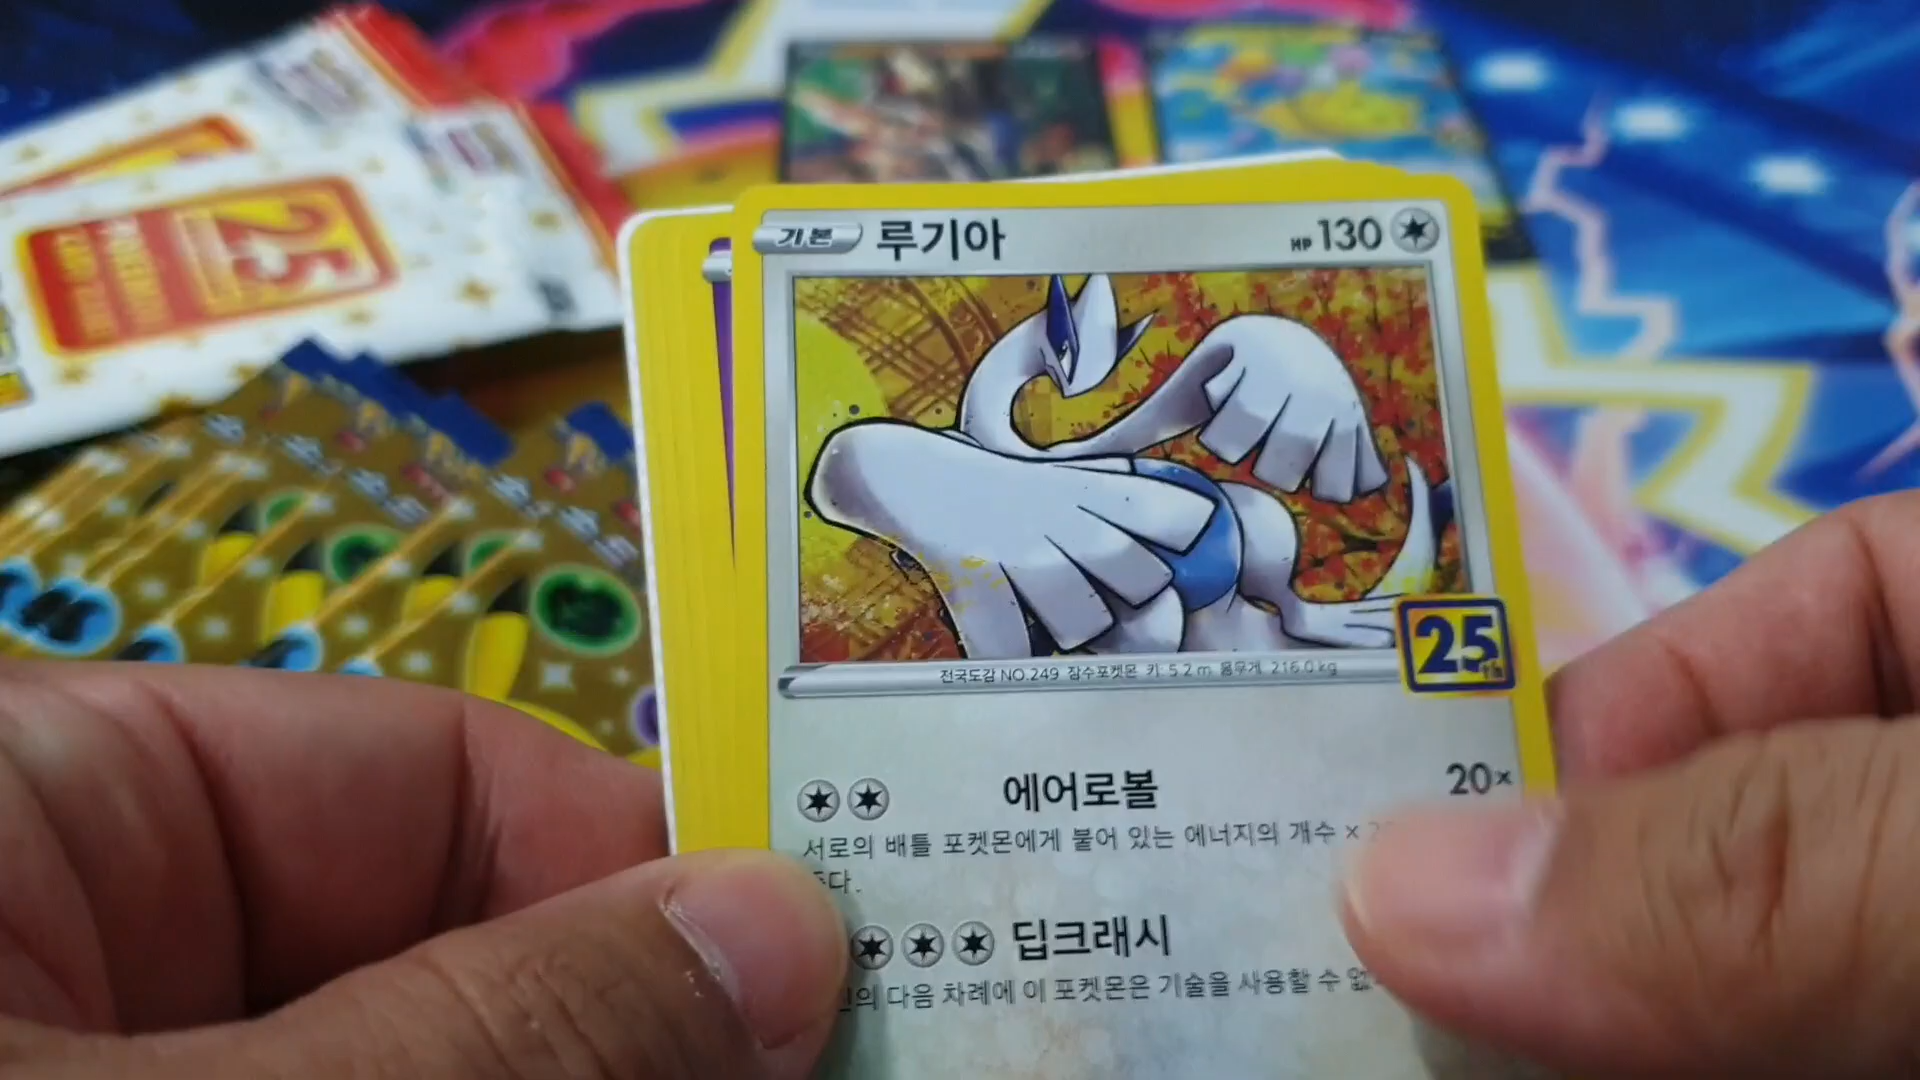 기본 루기아 HP 130
전국도감 NO.249 잠수포켓몬 키: 5.2 m 몸무게 216.0 kg
25th
에어로볼 20×
서로의 배틀 포켓몬에게 붙어 있는 에너지의 개수 ×
딥크래시
다음 차례에 이 포켓몬은 기술을 사용할 수
25